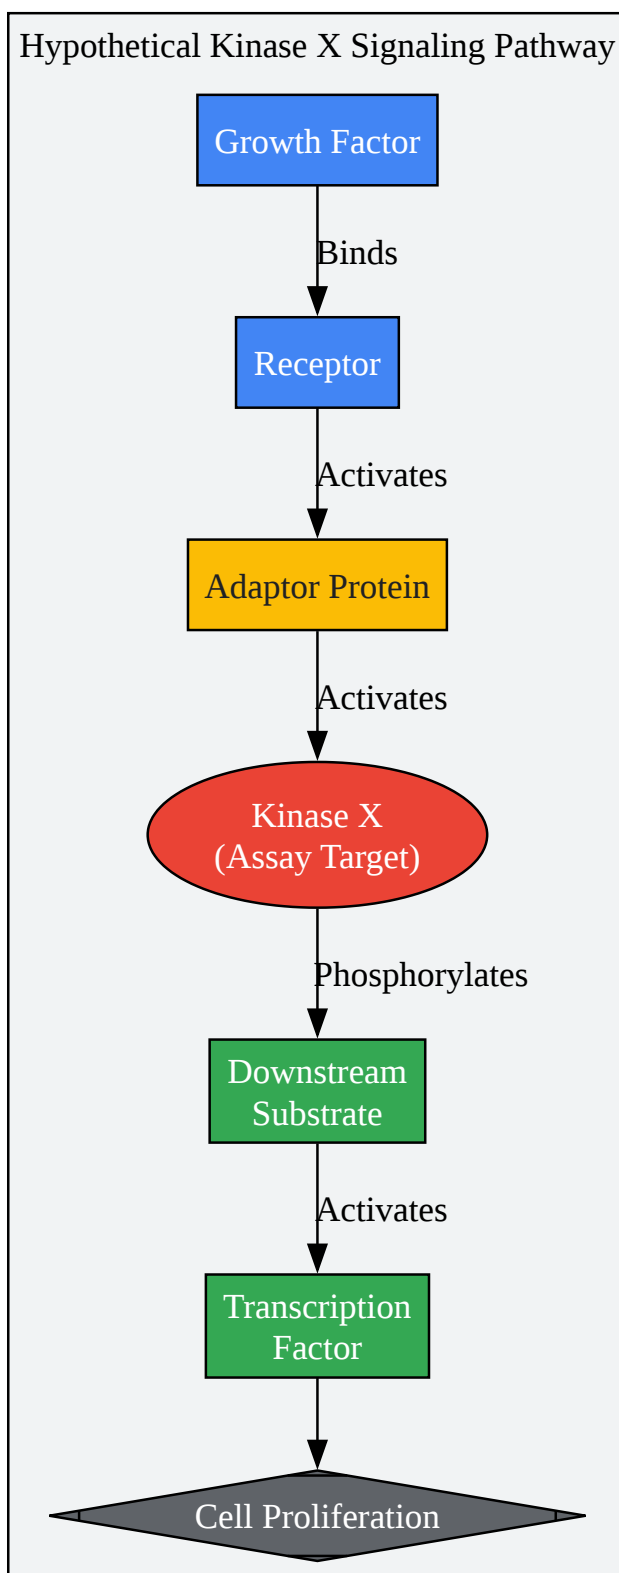 Hypothetical Kinase X Signaling Pathway
Growth Factor
Binds
Receptor
Activates
Adaptor Protein
Activates
Kinase X
(Assay Target)
Phosphorylates
Downstream
Substrate
Activates
Transcription
Factor
Cell Proliferation